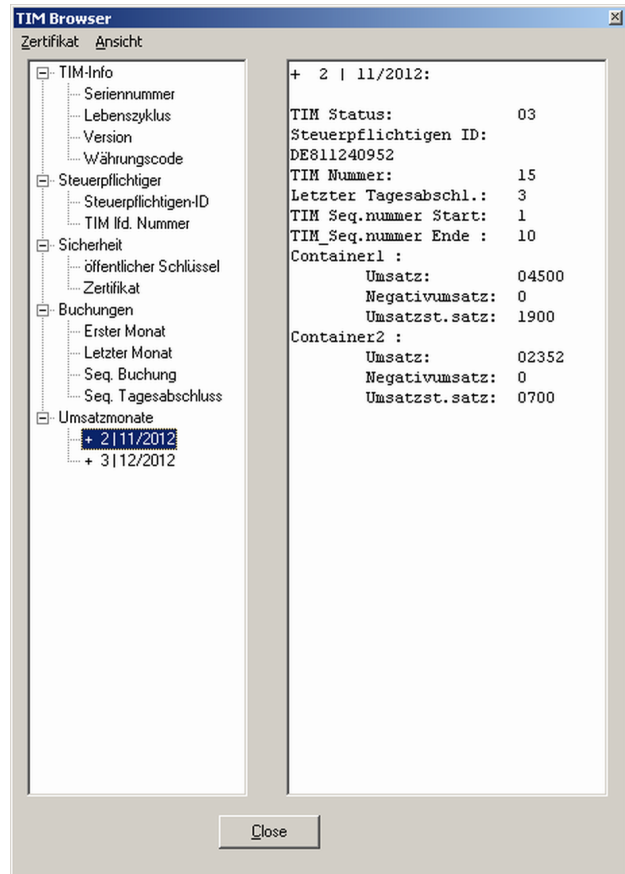 TIM Browser
Zertifikat Ansicht
TIM-Info
Seriennummer
Lebenszyklus
Version
Währungscode
Steuerpflichtiger
Steuerpflichtigen-ID
TIM lfd. Nummer
Sicherheit
öffentlicher Schlüssel
Zertifikat
Buchungen
Erster Monat
Letzter Monat
Seq. Buchung
Seq. Tagesabschluss
Umsatzmonate
+ 2|11/2012
+ 3|12/2012
+ 2 | 11/2012:
TIM Status: 03
Steuerpflichtigen ID:
DE811240952
TIM Nummer: 15
Letzter Tagesabschl.: 3
TIM Seq.nummer Start: 1
TIM_Seq.nummer Ende : 10
Container1 :
Umsatz: 04500
Negativumsatz: 0
Umsatzst.satz: 1900
Container2 :
Umsatz: 02352
Negativumsatz: 0
Umsatzst.satz: 0700
Close